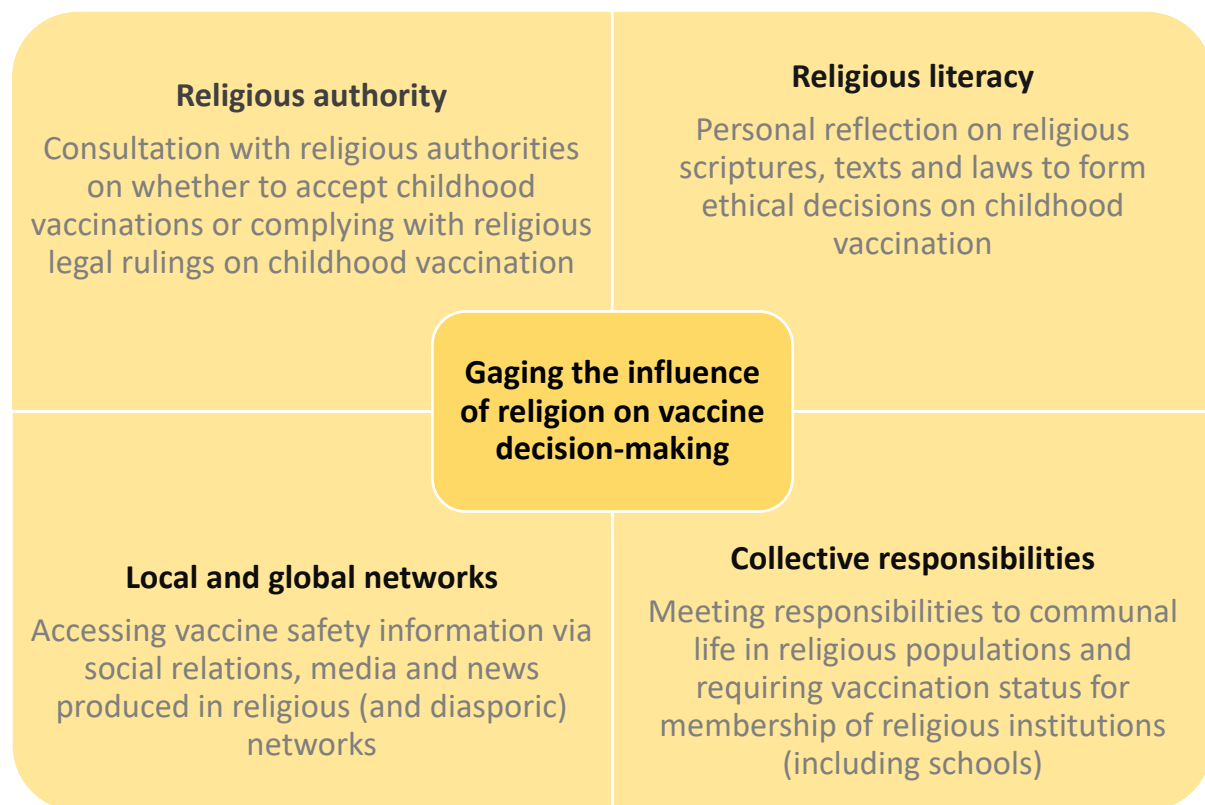 Religious authority
Consultation with religious authorities
on whether to accept childhood
vaccinations or complying with religious
legal rulings on childhood vaccination
Religious literacy
Personal reflection on religious
scriptures, texts and laws to form
ethical decisions on childhood
vaccination
Gaging the influence
of religion on vaccine
decision-making
Local and global networks
Accessing vaccine safety information via
social relations, media and news
produced in religious (and diasporic)
networks
Collective responsibilities
Meeting responsibilities to communal
life in religious populations and
requiring vaccination status for
membership of religious institutions
(including schools)